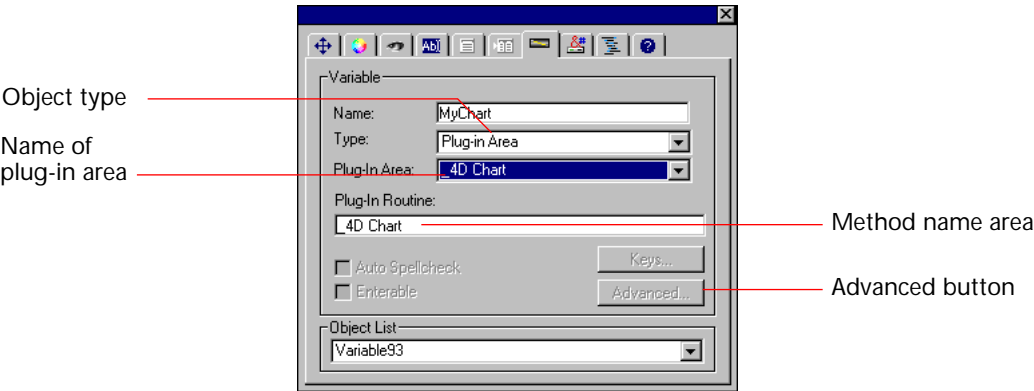 Variable
Object type
Name: MyChart
Type: Plug-in Area
Name of
plug-in area
Plug-In Area: _4D Chart
Plug-In Routine:
_4D Chart
Method name area
Auto Spellcheck
Keys...
Enterable
Advanced...
Advanced button
Object List
Variable93